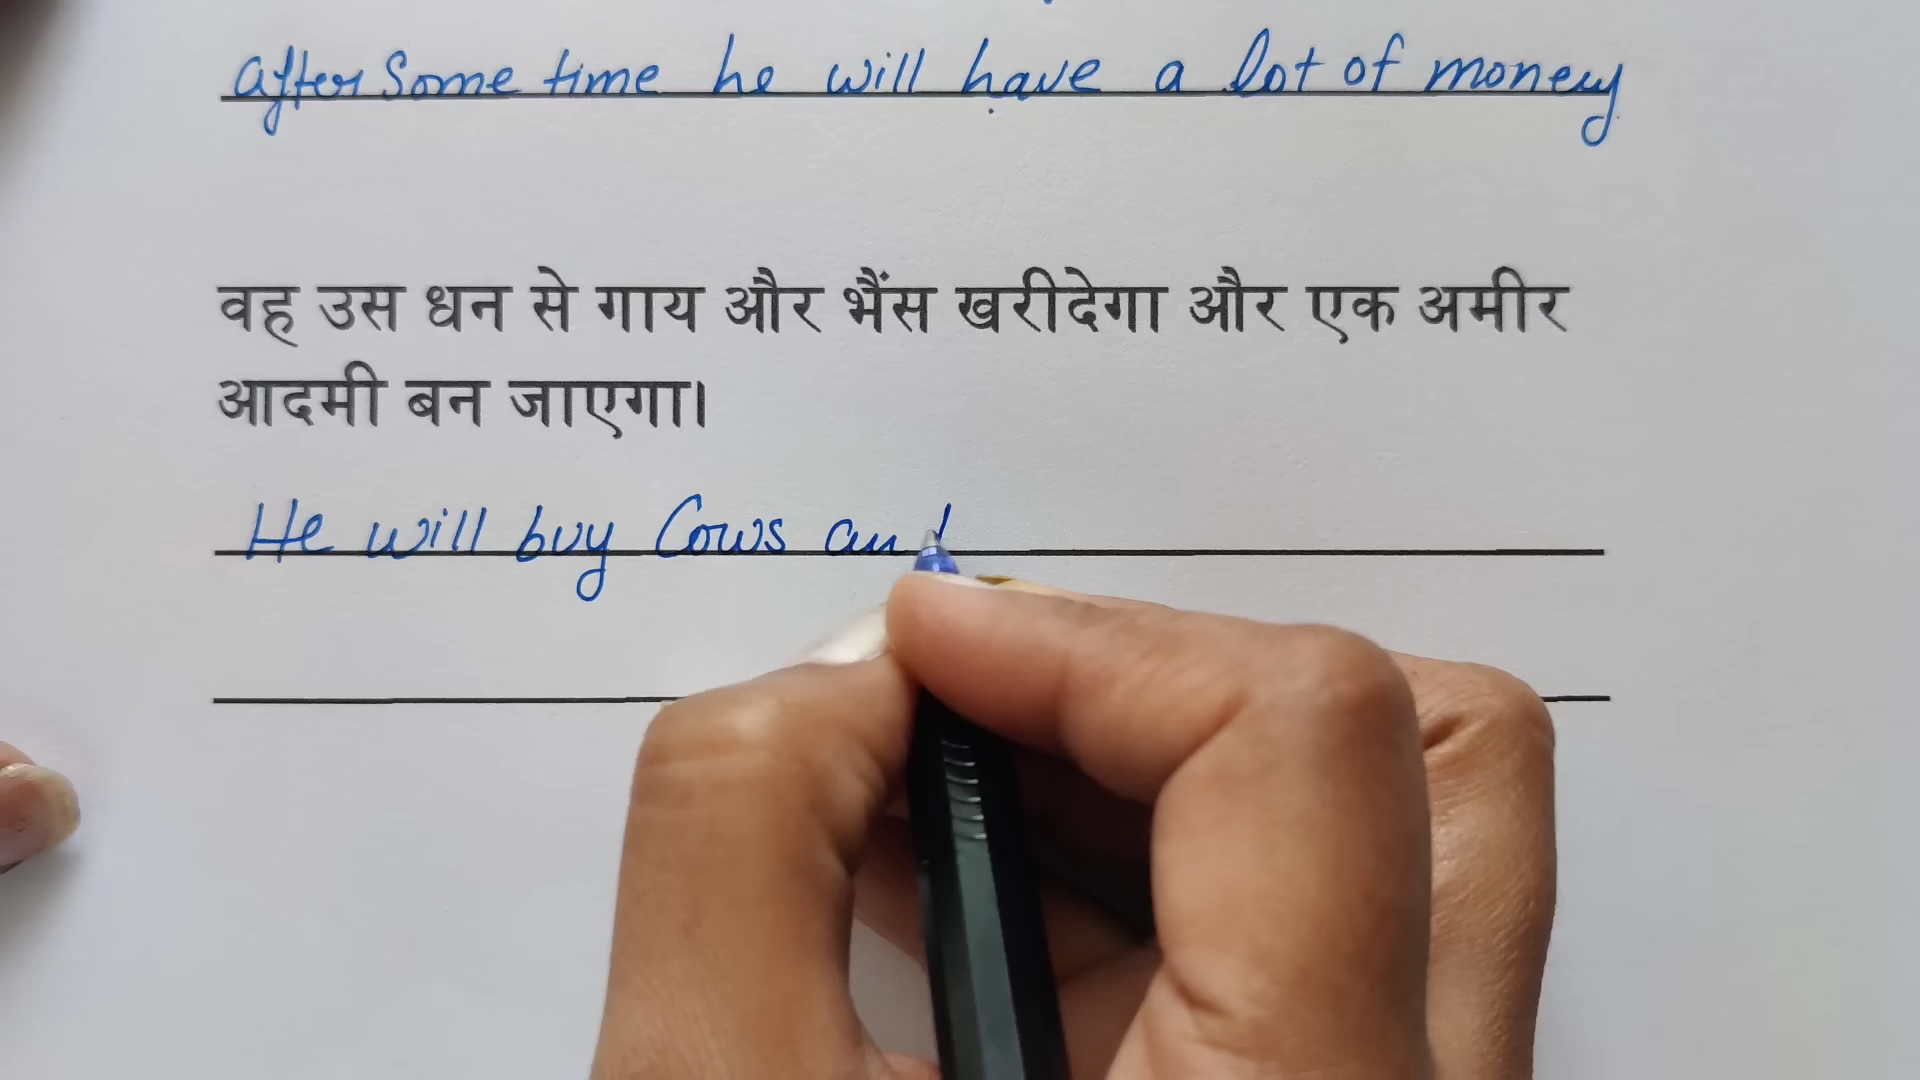 After Some time he will have a lot of money
वह उस धन से गाय और भैंस खरीदेगा और एक अमीर
आदमी बन जाएगा।
He will buy Cows and